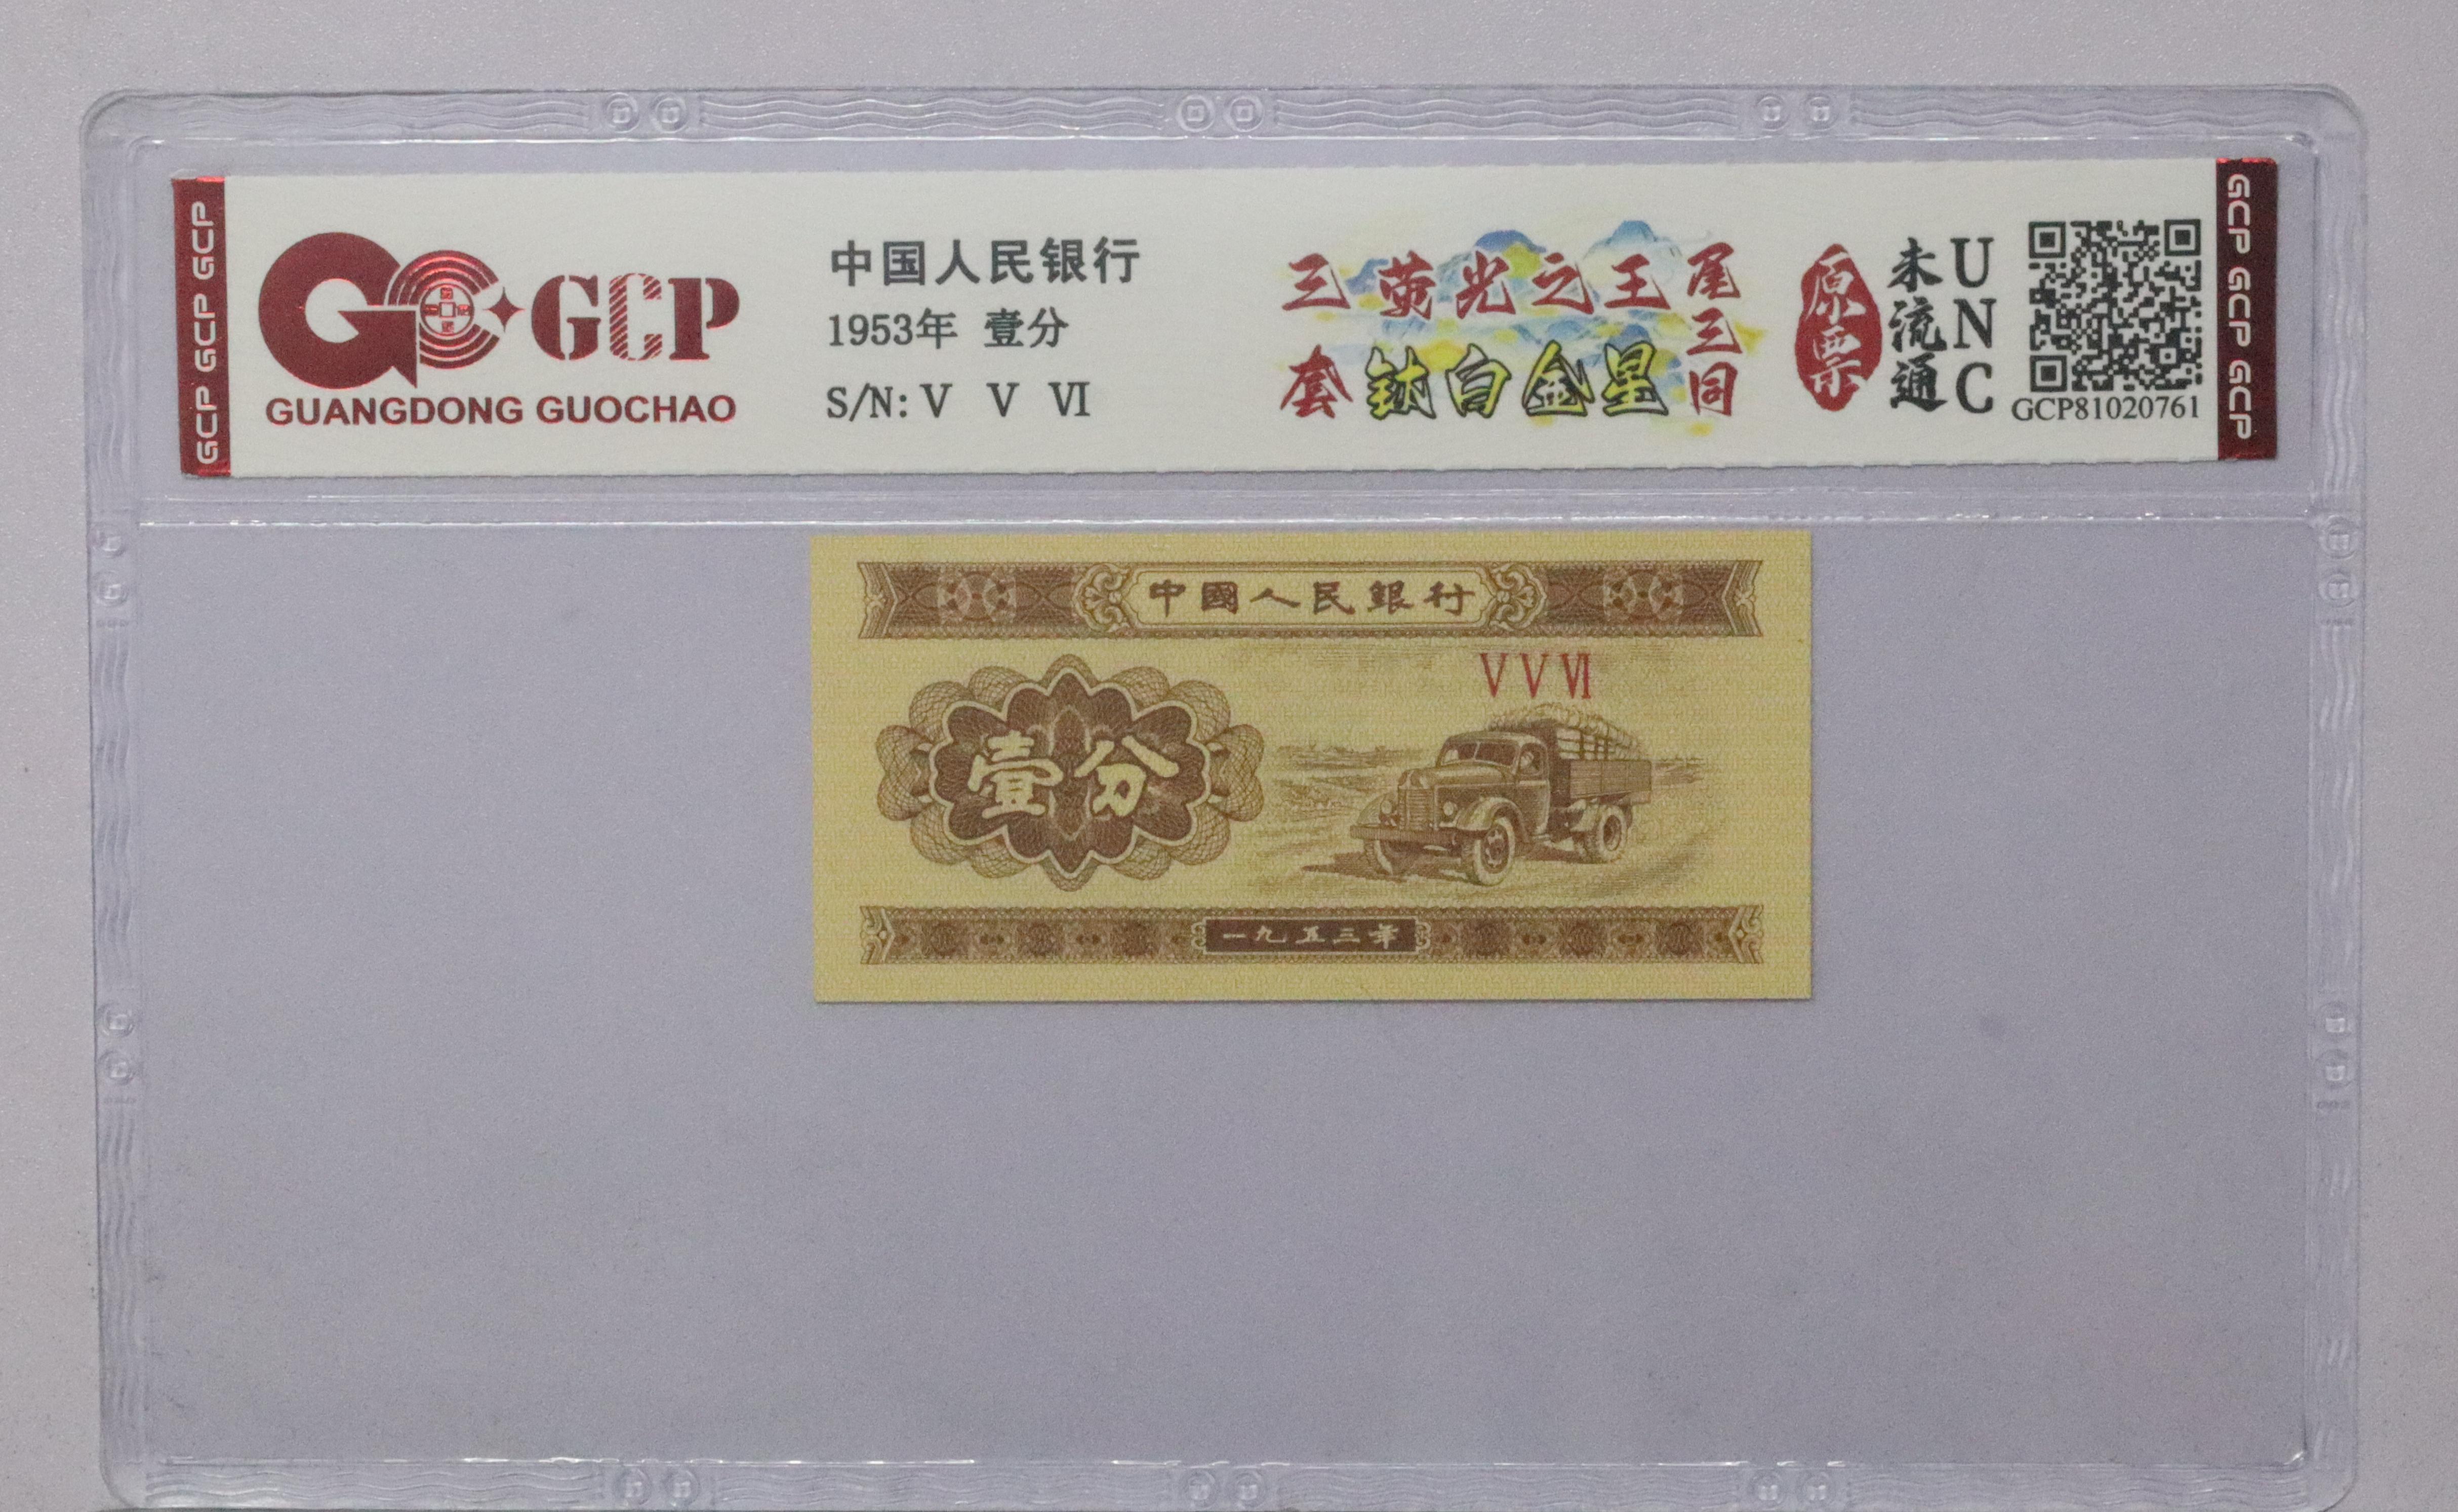 GCP GCP GCP
GCP
GUANGDONG GUOCHAO
中国人民银行
1953年 壹分
S/N: V V VI
三套
荧光之王
钛白金星
尾三同
原票
未流通
UNC
GCP81020761
GCP GCP GCP
中國人民銀行
V V VI
壹分
一九五三年